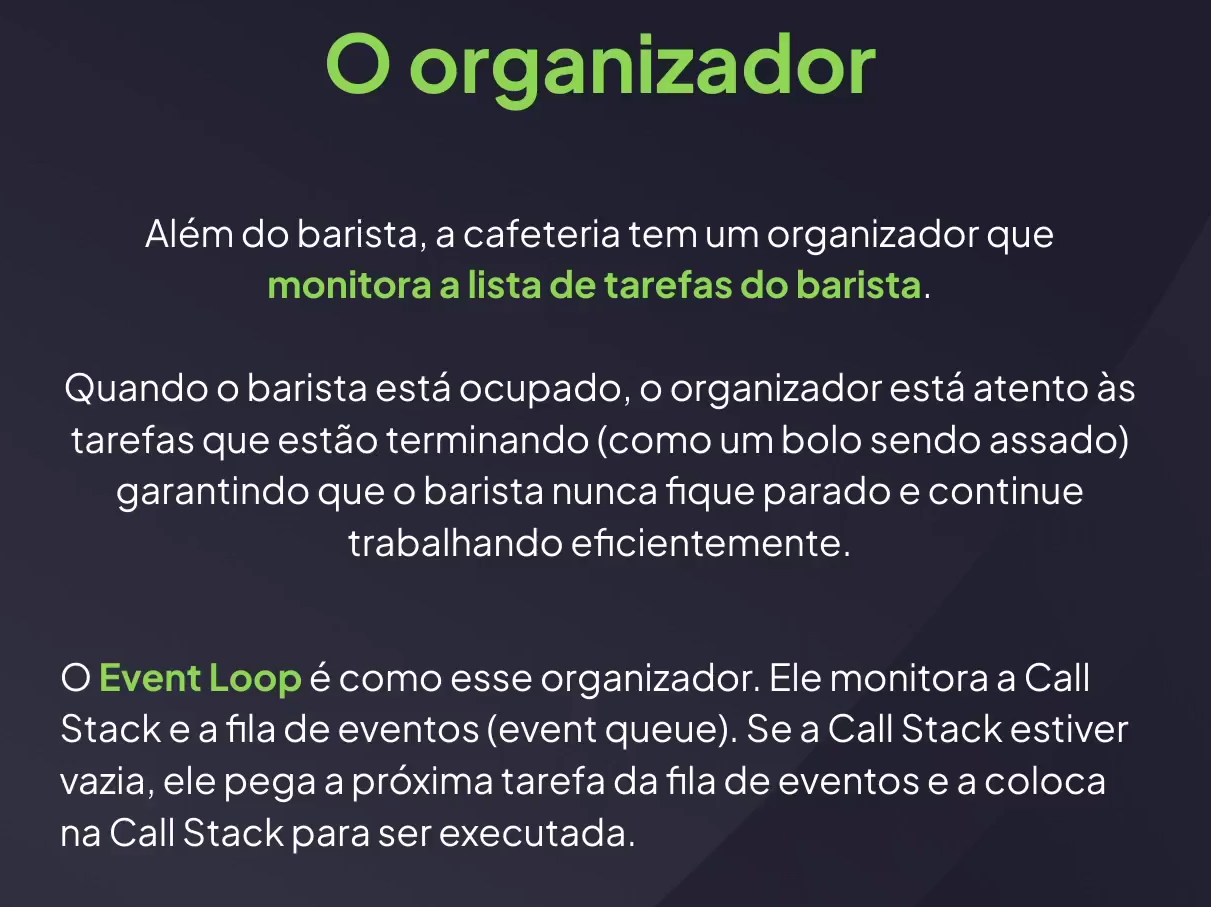 O organizador
Além do barista, a cafeteria tem um organizador que
monitora a lista de tarefas do barista.
Quando o barista está ocupado, o organizador está atento às
tarefas que estão terminando (como um bolo sendo assado)
garantindo que o barista nunca fique parado e continue
trabalhando eficientemente.
O Event Loop é como esse organizador. Ele monitora a Call
Stack e a fila de eventos (event queue). Se a Call Stack estiver
vazia, ele pega a próxima tarefa da fila de eventos e a coloca
na Call Stack para ser executada.